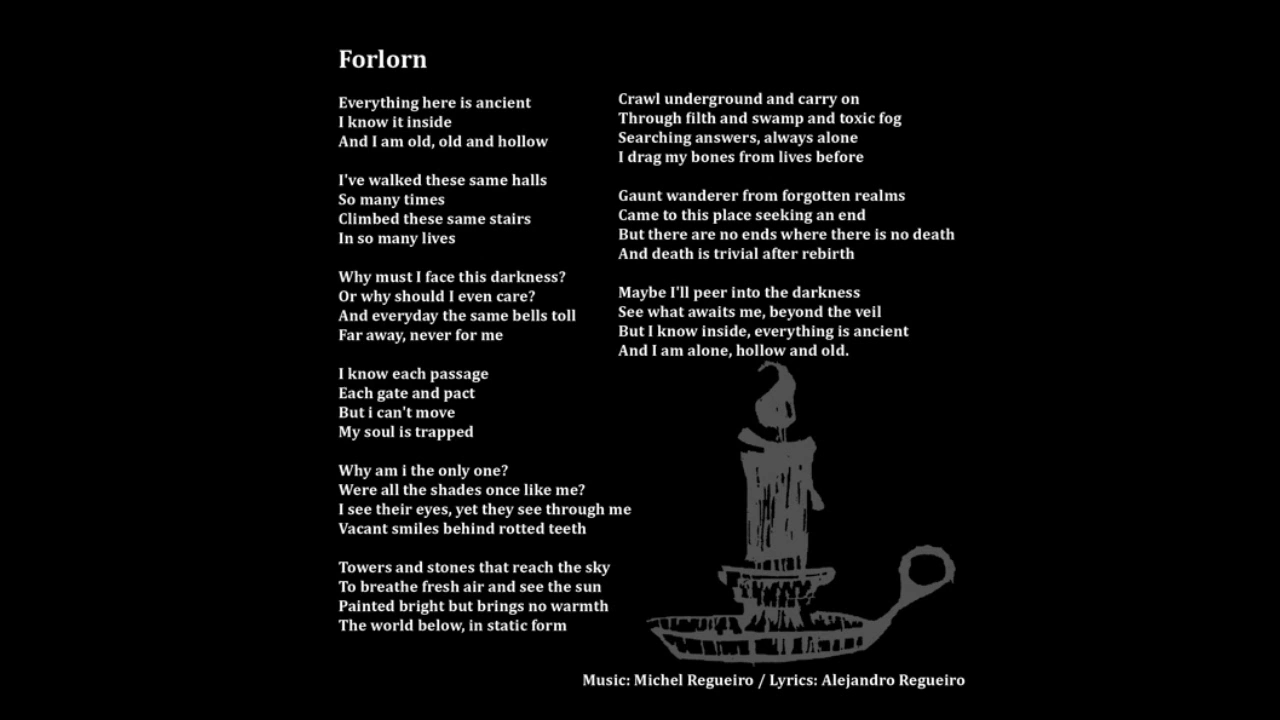 Forlorn
Everything here is ancient
I know it inside
And I am old, old and hollow
I've walked these same halls
So many times
Climbed these same stairs
In so many lives
Why must I face this darkness?
Or why should I even care?
And everyday the same bells toll
Far away, never for me
I know each passage
Each gate and pact
But i can't move
My soul is trapped
Why am i the only one?
Were all the shades once like me?
I see their eyes, yet they see through me
Vacant smiles behind rotted teeth
Towers and stones that reach the sky
To breathe fresh air and see the sun
Painted bright but brings no warmth
The world below, in static form
Crawl underground and carry on
Through filth and swamp and toxic fog
Searching answers, always alone
I drag my bones from lives before
Gaunt wanderer from forgotten realms
Came to this place seeking an end
But there are no ends where there is no death
And death is trivial after rebirth
Maybe I'll peer into the darkness
See what awaits me, beyond the veil
But I know inside, everything is ancient
And I am alone, hollow and old.
Music: Michel Regueiro / Lyrics: Alejandro Regueiro